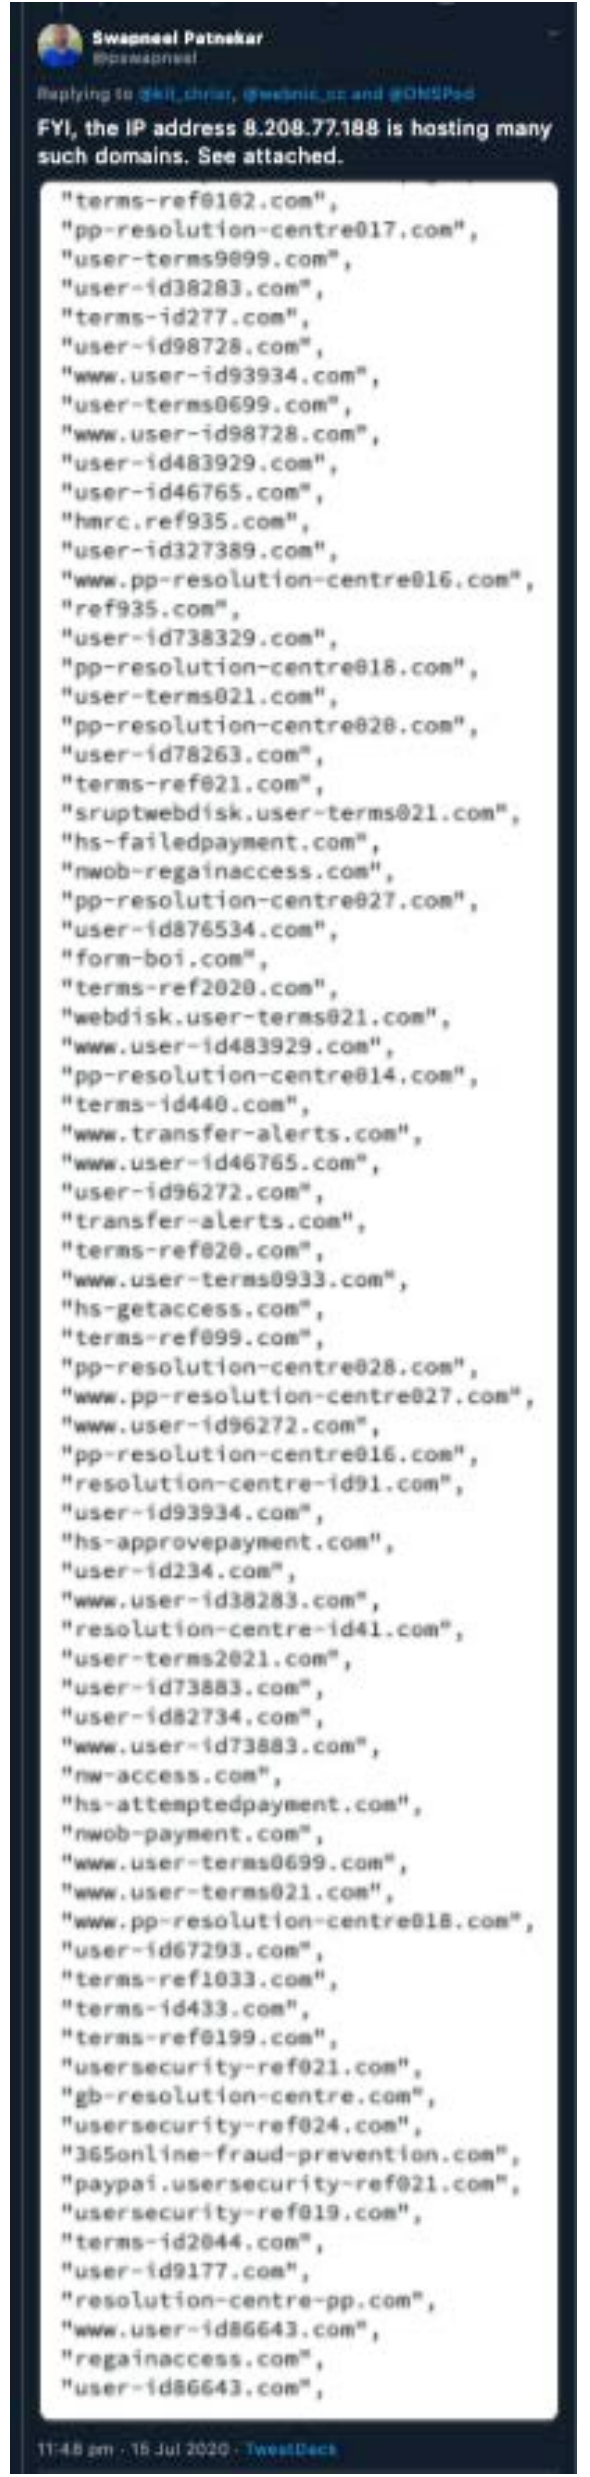 Swapneel Patnekar
@pswapneel
Replying to @kit_chrisr, @webnic_cc and @DNSPod
FYI, the IP address 8.208.77.188 is hosting many
such domains. See attached.
"terms-ref0102.com",
"pp-resolution-centre017.com",
"user-terms9099.com",
"user-id38283.com",
"terms-id277.com",
"user-id98728.com",
"www.user-id93934.com",
"user-terms0699.com",
"www.user-id98728.com",
"user-id483929.com",
"user-id46765.com",
"hmrc.ref935.com",
"user-id327389.com",
"www.pp-resolution-centre016.com",
"ref935.com",
"user-id738329.com",
"pp-resolution-centre018.com",
"user-terms021.com",
"pp-resolution-centre020.com",
"user-id78263.com",
"terms-ref021.com",
"sruptwebdisk.user-terms021.com",
"hs-failedpayment.com",
"nwob-regainaccess.com",
"pp-resolution-centre027.com",
"user-id876534.com",
"form-boi.com",
"terms-ref2020.com",
"webdisk.user-terms021.com",
"www.user-id483929.com",
"pp-resolution-centre014.com",
"terms-id440.com",
"www.transfer-alerts.com",
"www.user-id46765.com",
"user-id96272.com",
"transfer-alerts.com",
"terms-ref020.com",
"www.user-terms0933.com",
"hs-getaccess.com",
"terms-ref099.com",
"pp-resolution-centre028.com",
"www.pp-resolution-centre027.com",
"www.user-id96272.com",
"pp-resolution-centre016.com",
"resolution-centre-id91.com",
"user-id93934.com",
"hs-approvepayment.com",
"user-id234.com",
"www.user-id38283.com",
"resolution-centre-id41.com",
"user-terms2021.com",
"user-id73883.com",
"user-id82734.com",
"www.user-id73883.com",
"nw-access.com",
"hs-attemptedpayment.com",
"nwob-payment.com",
"www.user-terms0699.com",
"www.user-terms021.com",
"www.pp-resolution-centre018.com",
"user-id67293.com",
"terms-ref1033.com",
"terms-id433.com",
"terms-ref0199.com",
"usersecurity-ref021.com",
"gb-resolution-centre.com",
"usersecurity-ref024.com",
"365online-fraud-prevention.com",
"paypai.usersecurity-ref021.com",
"usersecurity-ref019.com",
"terms-id2044.com",
"user-id9177.com",
"resolution-centre-pp.com",
"www.user-id86643.com",
"regainaccess.com",
"user-id86643.com",
11:48 pm · 15 Jul 2020 · TweetDeck